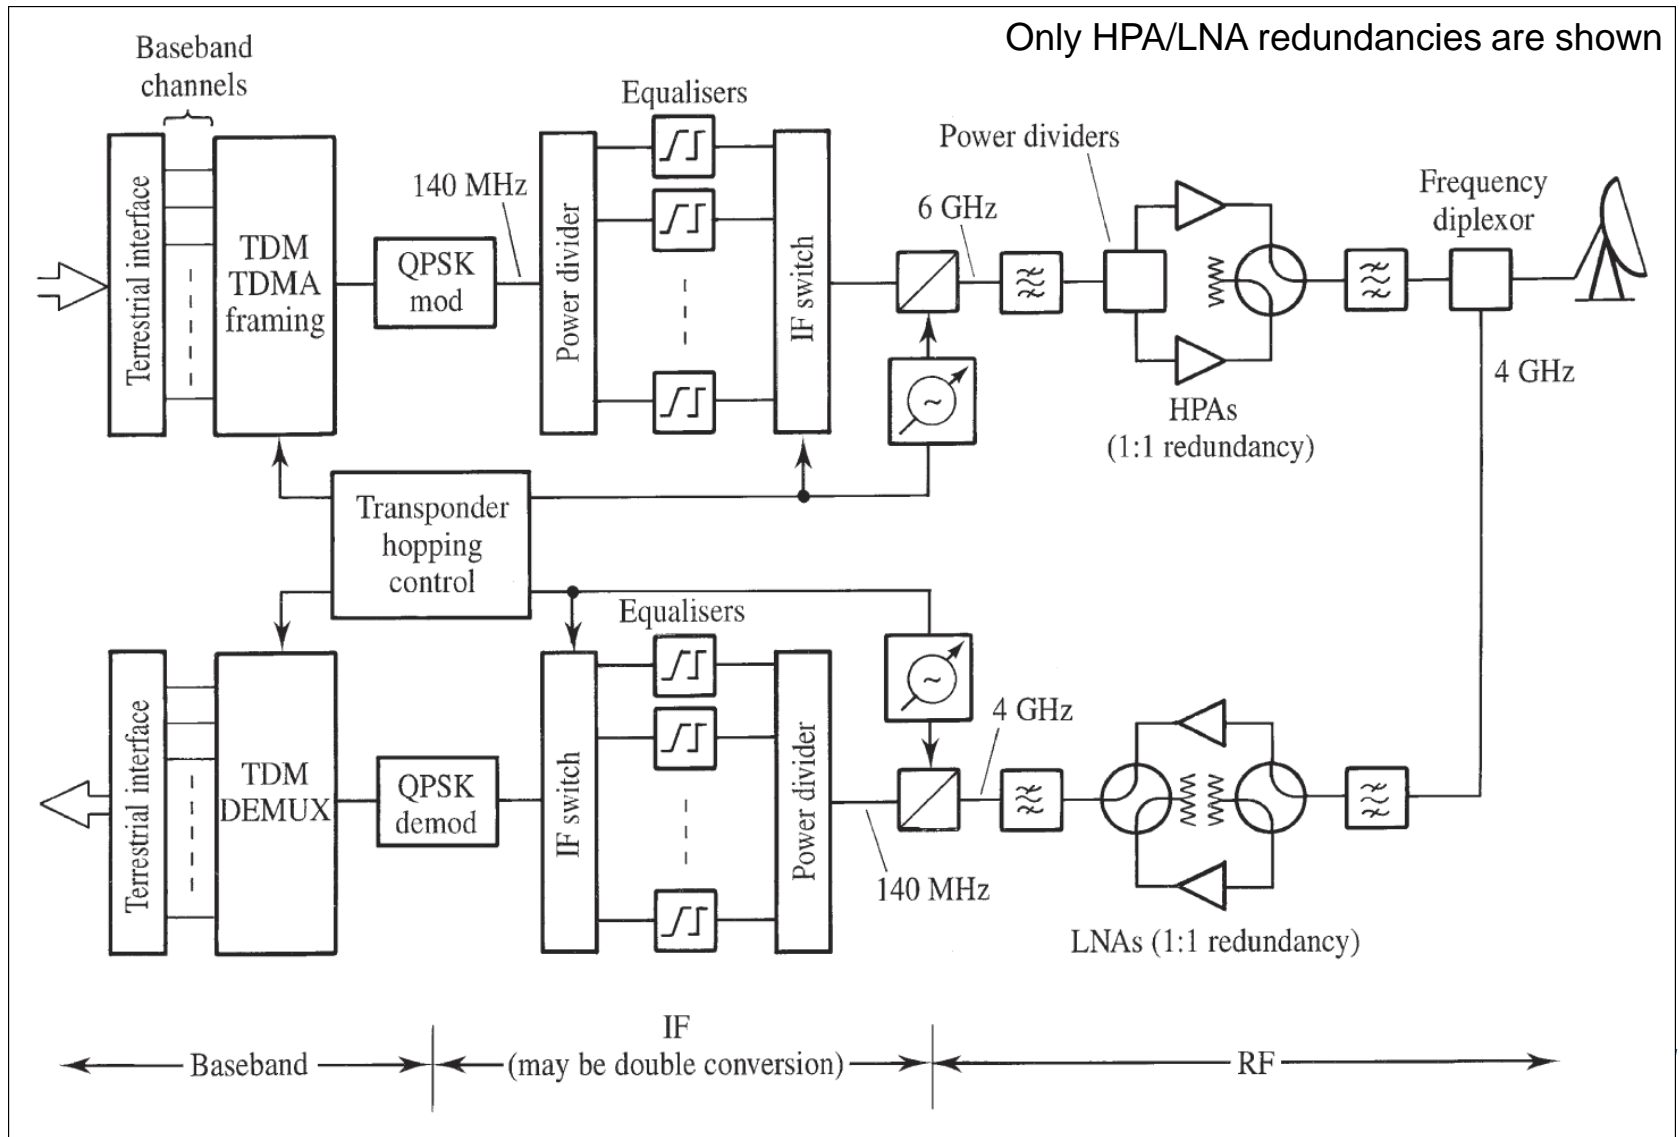 Only HPA/LNA redundancies are shown
Baseband
channels
Equalisers
Power dividers
Frequency
diplexor
140 MHz
6 GHz
Terrestrial interface
TDM
TDMA
framing
QPSK
mod
Power divider
IF switch
~
4 GHz
HPAs
(1:1 redundancy)
Transponder
hopping
control
Equalisers
Terrestrial interface
TDM
DEMUX
QPSK
demod
IF switch
Power divider
~
4 GHz
140 MHz
LNAs (1:1 redundancy)
Baseband
IF
(may be double conversion)
RF